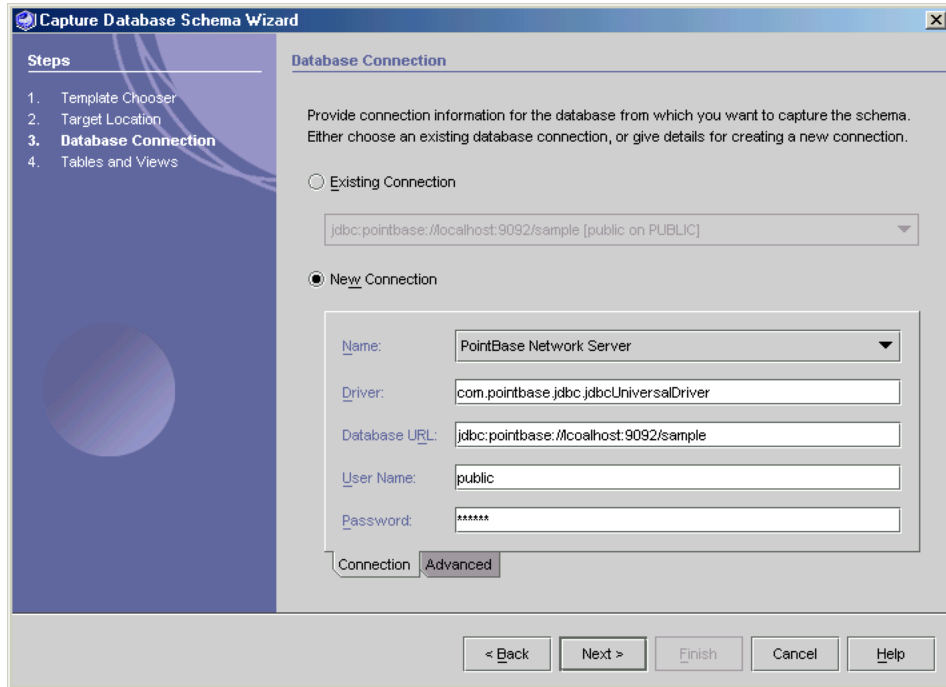 Capture Database Schema Wizard
Steps
1. Template Chooser
2. Target Location
3. Database Connection
4. Tables and Views
Database Connection
Provide connection information for the database from which you want to capture the schema.
Either choose an existing database connection, or give details for creating a new connection.
Existing Connection
jdbc:pointbase://localhost:9092/sample [public on PUBLIC]
New Connection
Name: PointBase Network Server
Driver: com.pointbase.jdbc.jdbcUniversalDriver
Database URL: jdbc:pointbase://lcoalhost:9092/sample
User Name: public
Password: ******
Connection Advanced
< Back Next > Finish Cancel Help